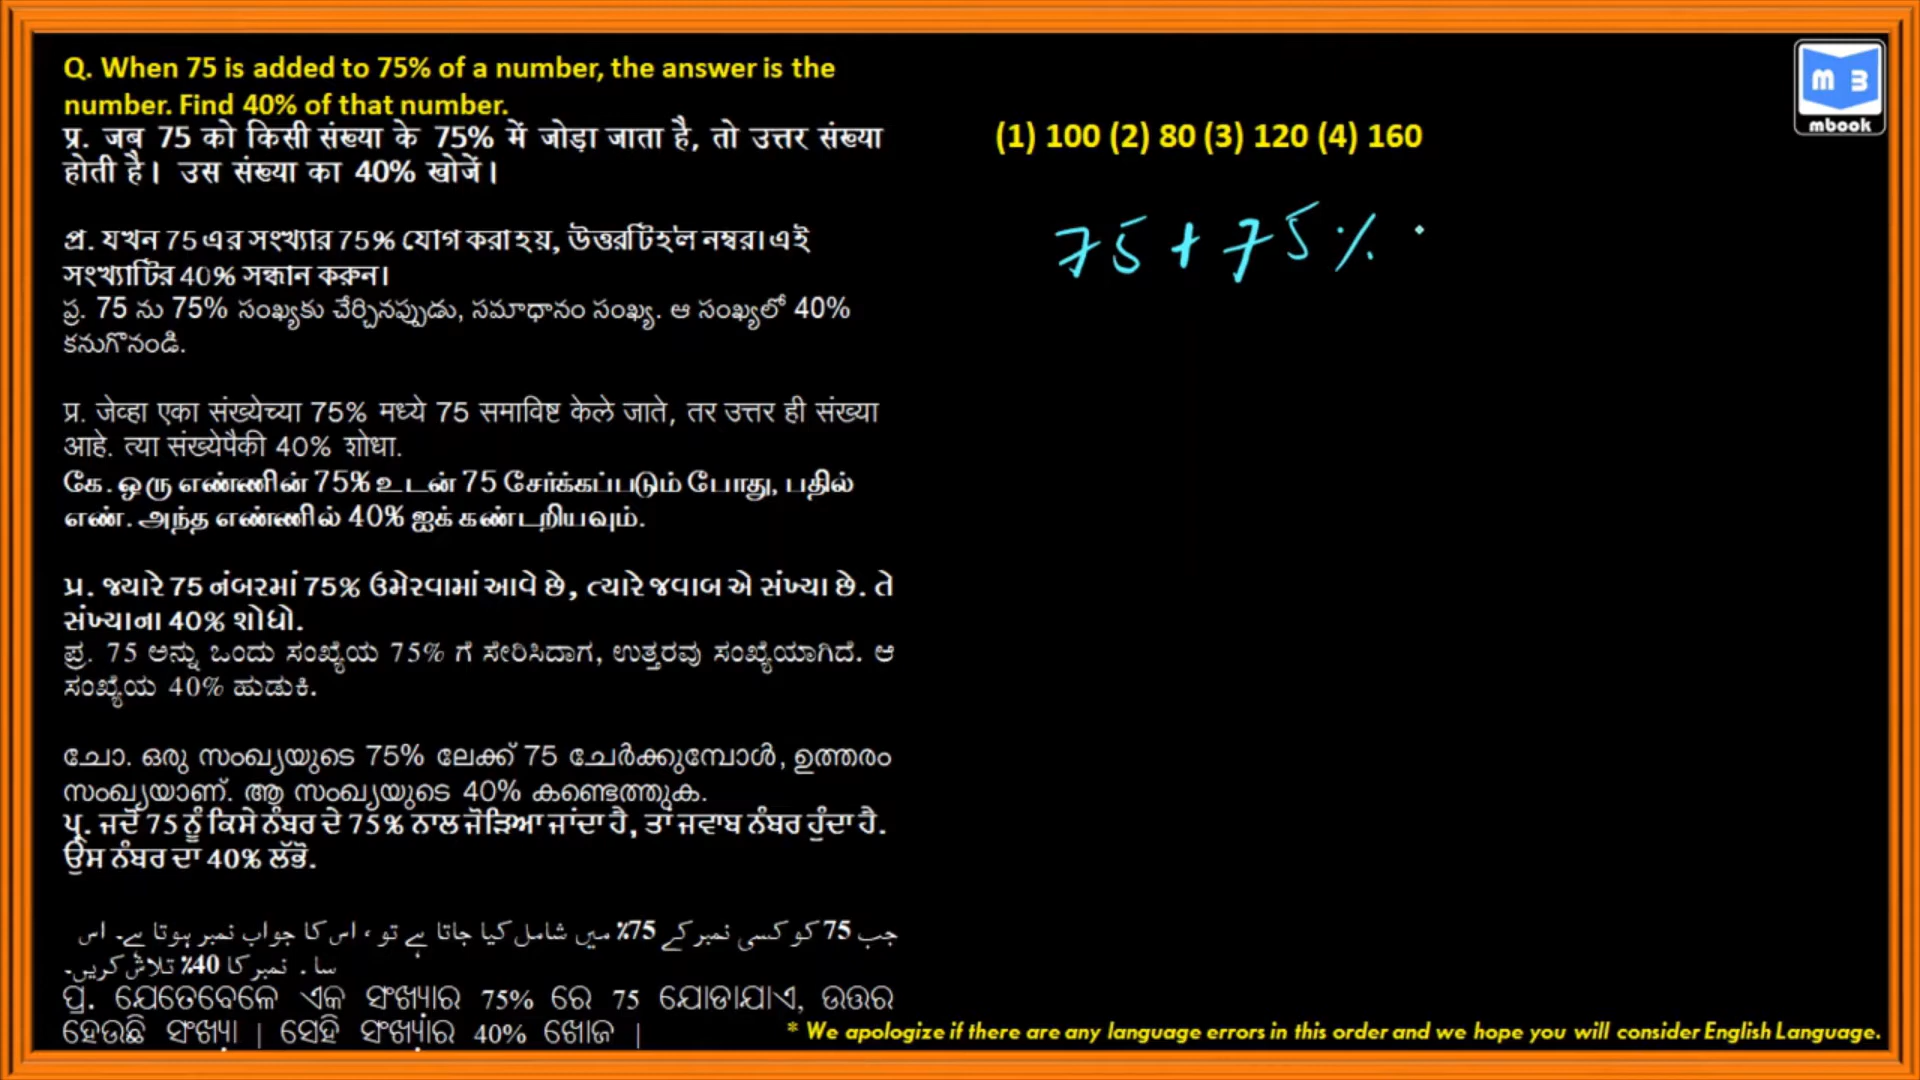 Q. When 75 is added to 75% of a number, the answer is the
number. Find 40% of that number.
प्र. जब 75 को किसी संख्या के 75% में जोड़ा जाता है, तो उत्तर संख्या
होती है। उस संख्या का 40% खोजें।
প্র. যখন 75 এর সংখ্যার 75% যোগ করা হয়, উত্তরটি হ'ল নম্বর। এই
সংখ্যাটির 40% সন্ধান করুন।
ప్ర. 75 ను 75% సంఖ్యకు చేర్చినప్పుడు, సమాధానం సంఖ్య. ఆ సంఖ్యలో 40%
కనుగొనండి.
प्र. जेव्हा एका संख्येच्या 75% मध्ये 75 समाविष्ट केले जाते, तर उत्तर ही संख्या
आहे. त्या संख्येपैकी 40% शोधा.
கே. ஒரு எண்ணின் 75% உடன் 75 சேர்க்கப்படும் போது, பதில்
எண். அந்த எண்ணில் 40% ஐக் கண்டறியவும்.
પ્ર. જ્યારે 75 નંબરમાં 75% ઉમેરવામાં આવે છે, ત્યારે જવાબ એ સંખ્યા છે. તે
સંખ્યાના 40% શોધો.
ಪ್ರ. 75 ಅನ್ನು ಒಂದು ಸಂಖ್ಯೆಯ 75% ಗೆ ಸೇರಿಸಿದಾಗ, ಉತ್ತರವು ಸಂಖ್ಯೆಯಾಗಿದೆ. ಆ
ಸಂಖ್ಯೆಯ 40% ಹುಡುಕಿ.
ചോ. ഒരു സംഖ്യയുടെ 75% ലേക്ക് 75 ചേർക്കുമ്പോൾ, ഉത്തരം
സംഖ്യയാണ്. ആ സംഖ്യയുടെ 40% കണ്ടെത്തുക.
ਪ੍ਰ. ਜਦੋਂ 75 ਨੂੰ ਕਿਸੇ ਨੰਬਰ ਦੇ 75% ਨਾਲ ਜੋੜਿਆ ਜਾਂਦਾ ਹੈ, ਤਾਂ ਜਵਾਬ ਨੰਬਰ ਹੁੰਦਾ ਹੈ.
ਉਸ ਨੰਬਰ ਦਾ 40% ਲੱਭੋ.
جب 75 کو کسی نمبر کے 75٪ میں شامل کیا جاتا ہے تو ، اس کا جواب نمبر ہوتا ہے۔ اس
سا . نمبر کا 40٪ تلاش کریں۔
ପ୍ର. ଯେତେବେଳେ ଏକ ସଂଖ୍ୟାର 75% ରେ 75 ଯୋଡାଯାଏ, ଉତ୍ତର
ହେଉଛି ସଂଖ୍ୟା | ସେହି ସଂଖ୍ୟାର 40% ଖୋଜ |
(1) 100 (2) 80 (3) 120 (4) 160
75 + 75%
m 3
mbook
* We apologize if there are any language errors in this order and we hope you will consider English Language.